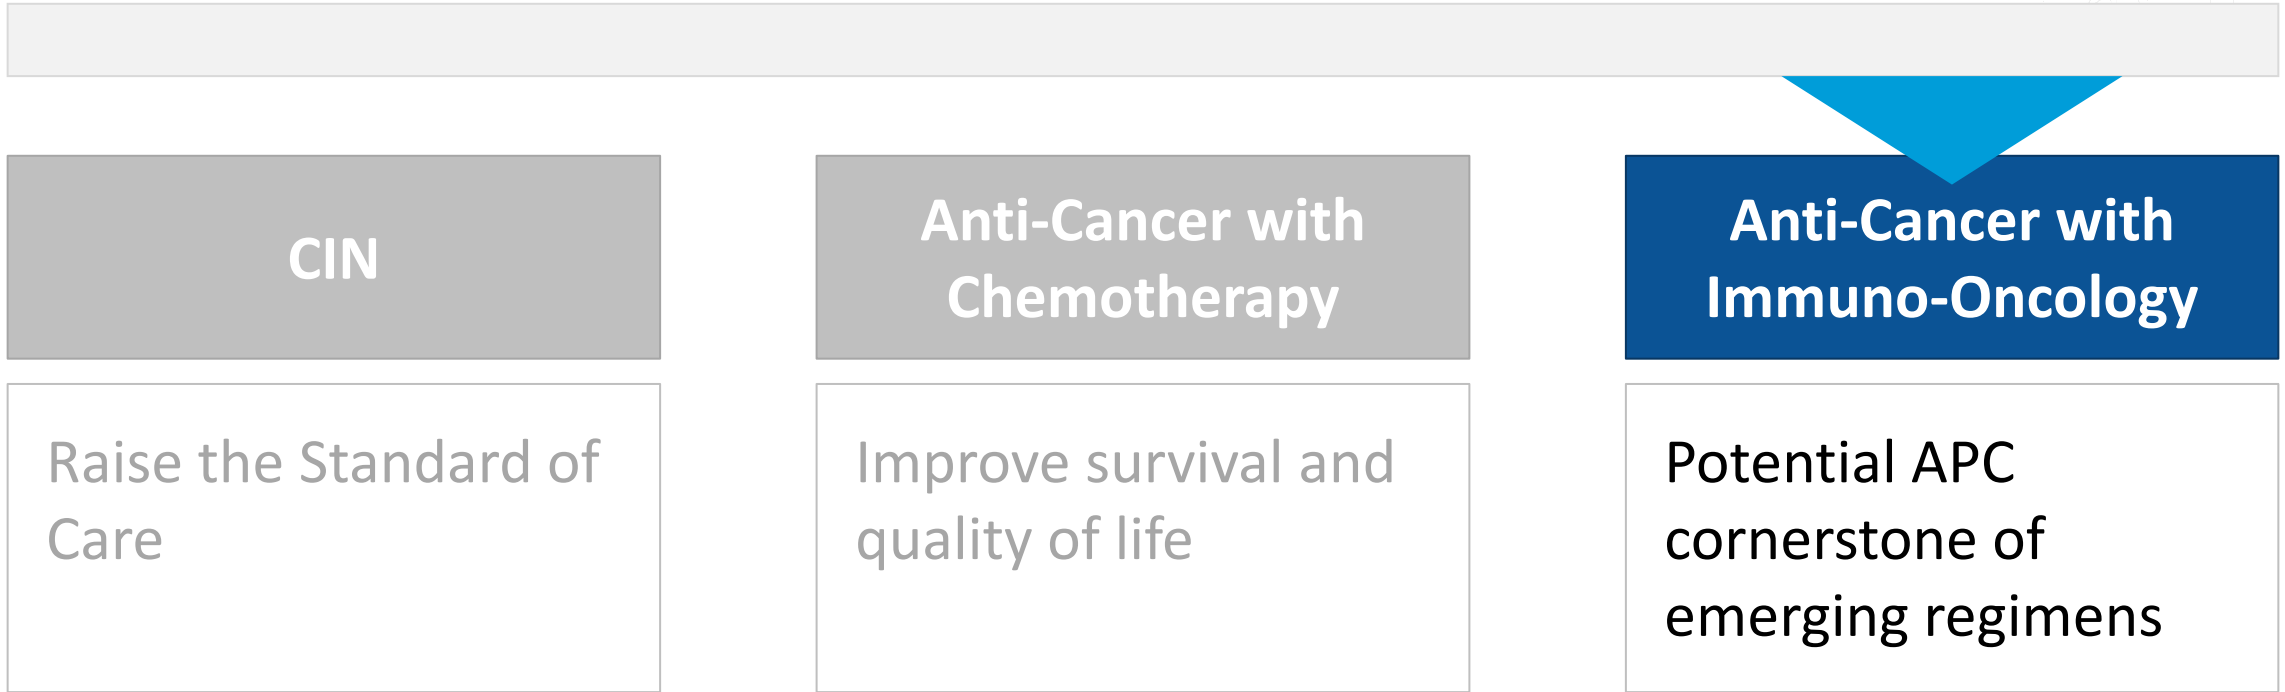 CIN
Anti-Cancer with
Chemotherapy
Anti-Cancer with
Immuno-Oncology
Raise the Standard of
Care
Improve survival and
quality of life
Potential APC
cornerstone of
emerging regimens